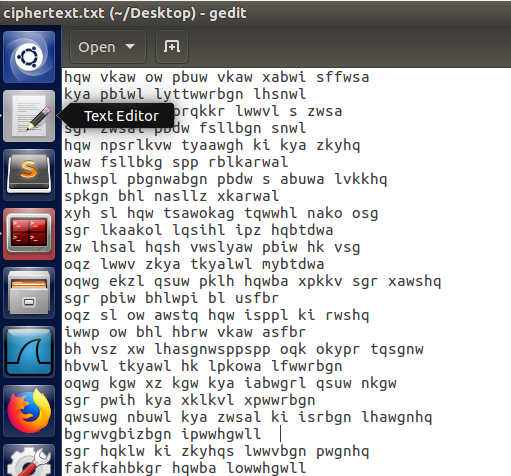 ciphertext.txt (~/Desktop) - gedit
Open
hqw vkaw ow pbuw vkaw xabwi sffwsa
kya pbiwl lyttwwrbgn lhsnwl
Text Editor
lwwvl s zwsa
pbdw fsllbgn snwl
hqw npsrlkvw tyaawgh ki kya zkyhq
waw fsllbkg spp rblkarwal
lhwspl pbgnwabgn pbdw s abuwa lvkkhq
spkgn bhl nasllz xkarwal
xyh sl hqw tsawokag tqwwhl nako osg
sgr lkaakol lqsihl ipz hqbtdwa
zw lhsal hqsh vwslyaw pbiw hk vsg
oqz lwwv zkya tkyalwl mybtdwa
oqwg ekzl qsuw pklh hqwba xpkkv sgr xawshq
sgr pbiw bhlwpi bl usfbr
oqz sl ow awstq hqw isppl ki rwshq
iwwp ow bhl hbrw vkaw asfbr
bh vsz xw lhasgnwsppspp oqk okypr tqsgnw
hbvwl tkyawl hk lpkowa lfwwrbgn
oqwg kgw xz kgw kya iabwgrl qsuw nkgw
sgr pwih kya xklkvl xpwwrbgn
qwsuwg nbuwl kya zwsal ki isrbgn lhawgnhq
bgrwvgbizbgn ipwwhgwll
sgr hqklw ki zkyhqs lwwvbgn pwgnhq
fakfkahbkgr hqwba lowwhgwll